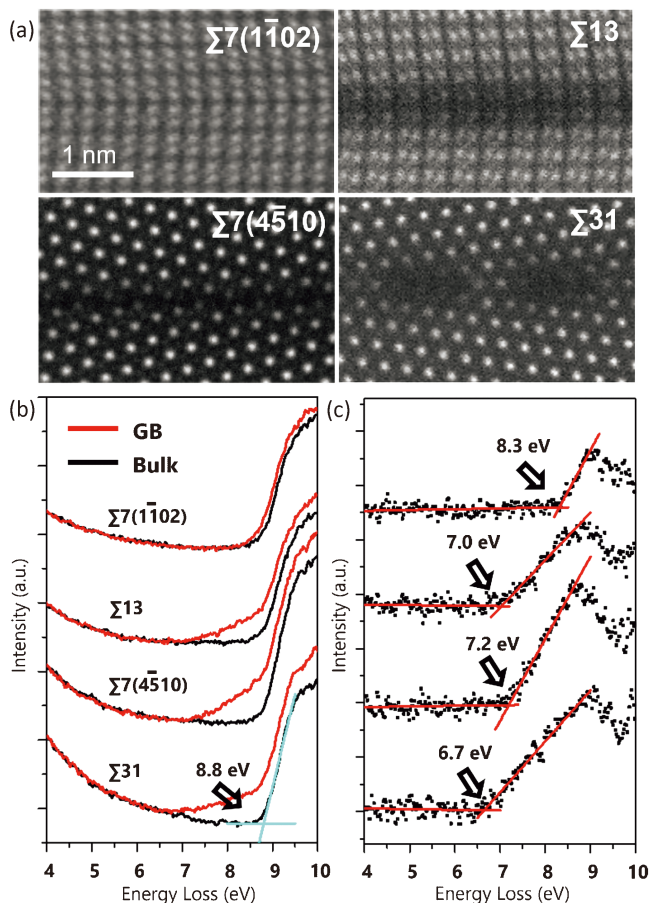 (a)
∑7(11̄02)
∑13
1 nm
∑7(45̄10)
∑31
(b)
GB
Bulk
∑7(11̄02)
∑13
∑7(45̄10)
∑31
8.8 eV
Intensity (a.u.)
4 5 6 7 8 9 10
Energy Loss (eV)
(c)
8.3 eV
7.0 eV
7.2 eV
6.7 eV
Intensity (a.u.)
4 5 6 7 8 9 10
Energy Loss (eV)